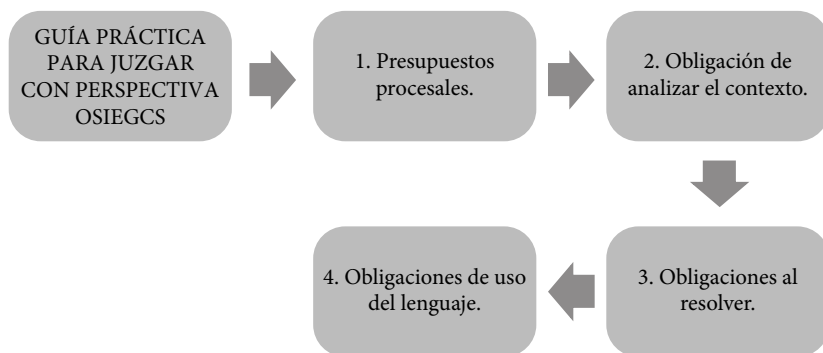 GUÍA PRÁCTICA
PARA JUZGAR
CON PERSPECTIVA
OSIEGCS
1. Presupuestos
procesales.
2. Obligación de
analizar el contexto.
3. Obligaciones al
resolver.
4. Obligaciones de uso
del lenguaje.